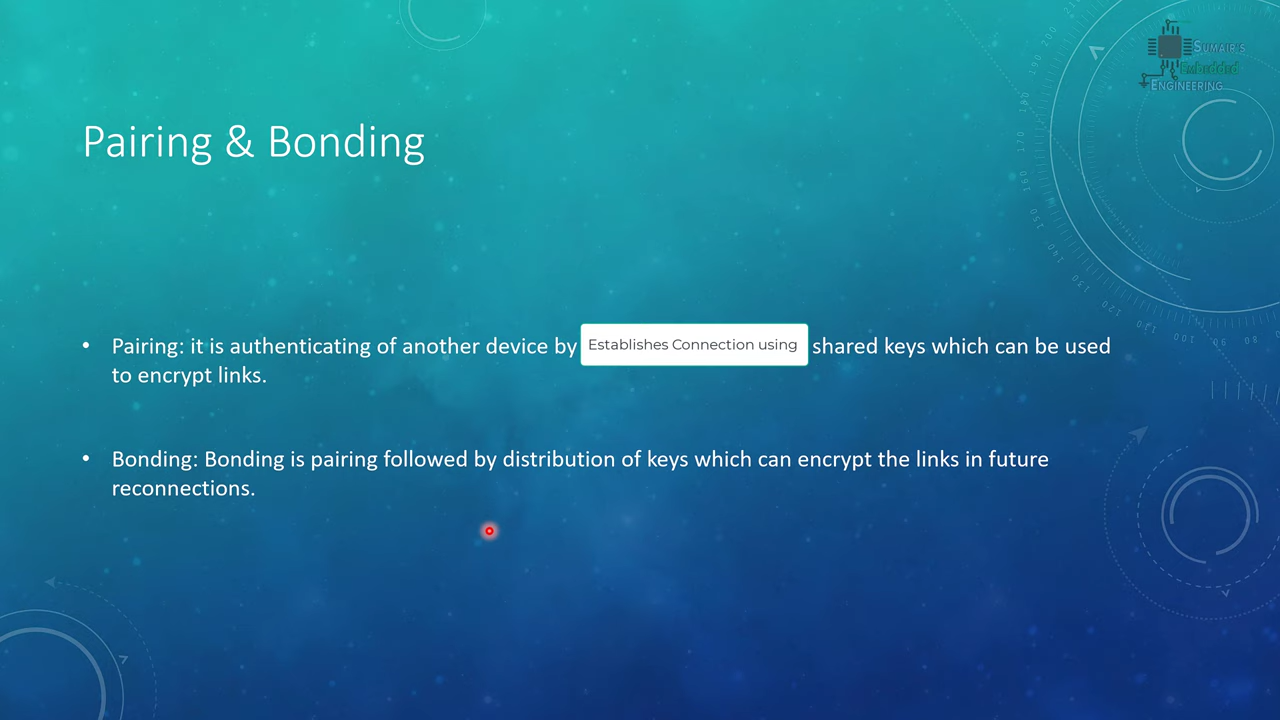 SUMAIR'S
Embedded
ENGINEERING
Pairing & Bonding
• Pairing: it is authenticating of another device by Establishes Connection using shared keys which can be used
to encrypt links.
• Bonding: Bonding is pairing followed by distribution of keys which can encrypt the links in future
reconnections.